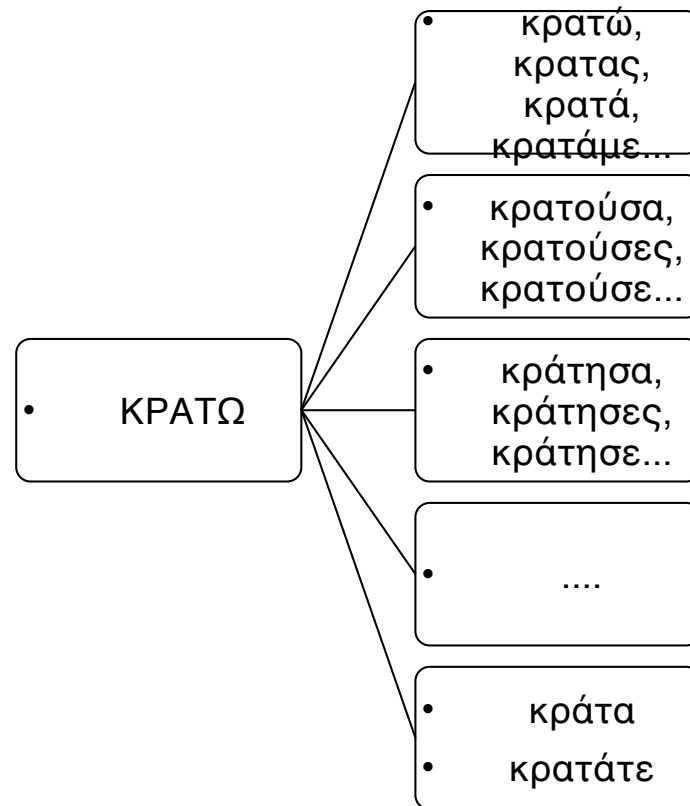 ΚΡΑΤΩ
• κρατώ,
κρατας,
κρατά,
κρατάμε...
• κρατούσα,
κρατούσες,
κρατούσε...
• κράτησα,
κράτησες,
κράτησε...
• ....
• κράτα
• κρατάτε